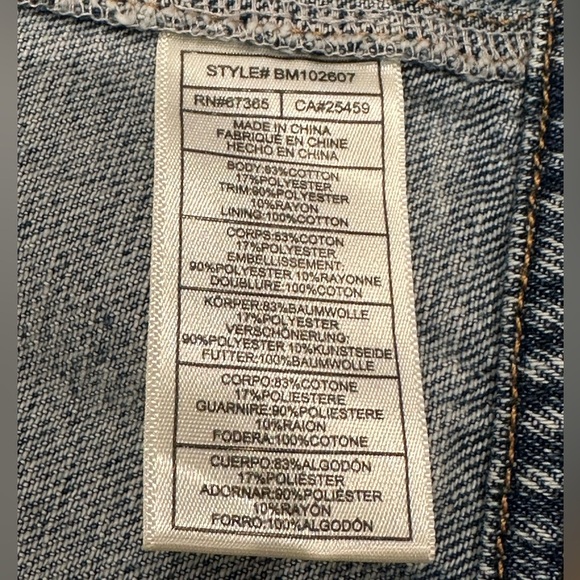 STYLE# BM102607
RN#67365 CA#25459
MADE IN CHINA
FABRIQUÉ EN CHINE
HECHO EN CHINA
BODY:83%COTTON
17%POLYESTER
TRIM:90%POLYESTER
10%RAYON
LINING:100%COTTON
CORPS:83%COTON
17%POLYESTER
EMBELLISSEMENT:
90%POLYESTER 10%RAYONNE
DOUBLURE:100%COTON
KÖRPER:83%BAUMWOLLE
17%POLYESTER
VERSCHÖNERUNG:
90%POLYESTER 10%KUNSTSEIDE
FUTTER:100%BAUMWOLLE
CORPO:83%COTONE
17%POLIESTERE
GUARNIRE:90%POLIESTERE
10%RAION
FODERA:100%COTONE
CUERPO:83%ALGODÓN
17%POLIÉSTER
ADORNAR:90%POLIÉSTER
10%RAYÓN
FORRO:100%ALGODÓN